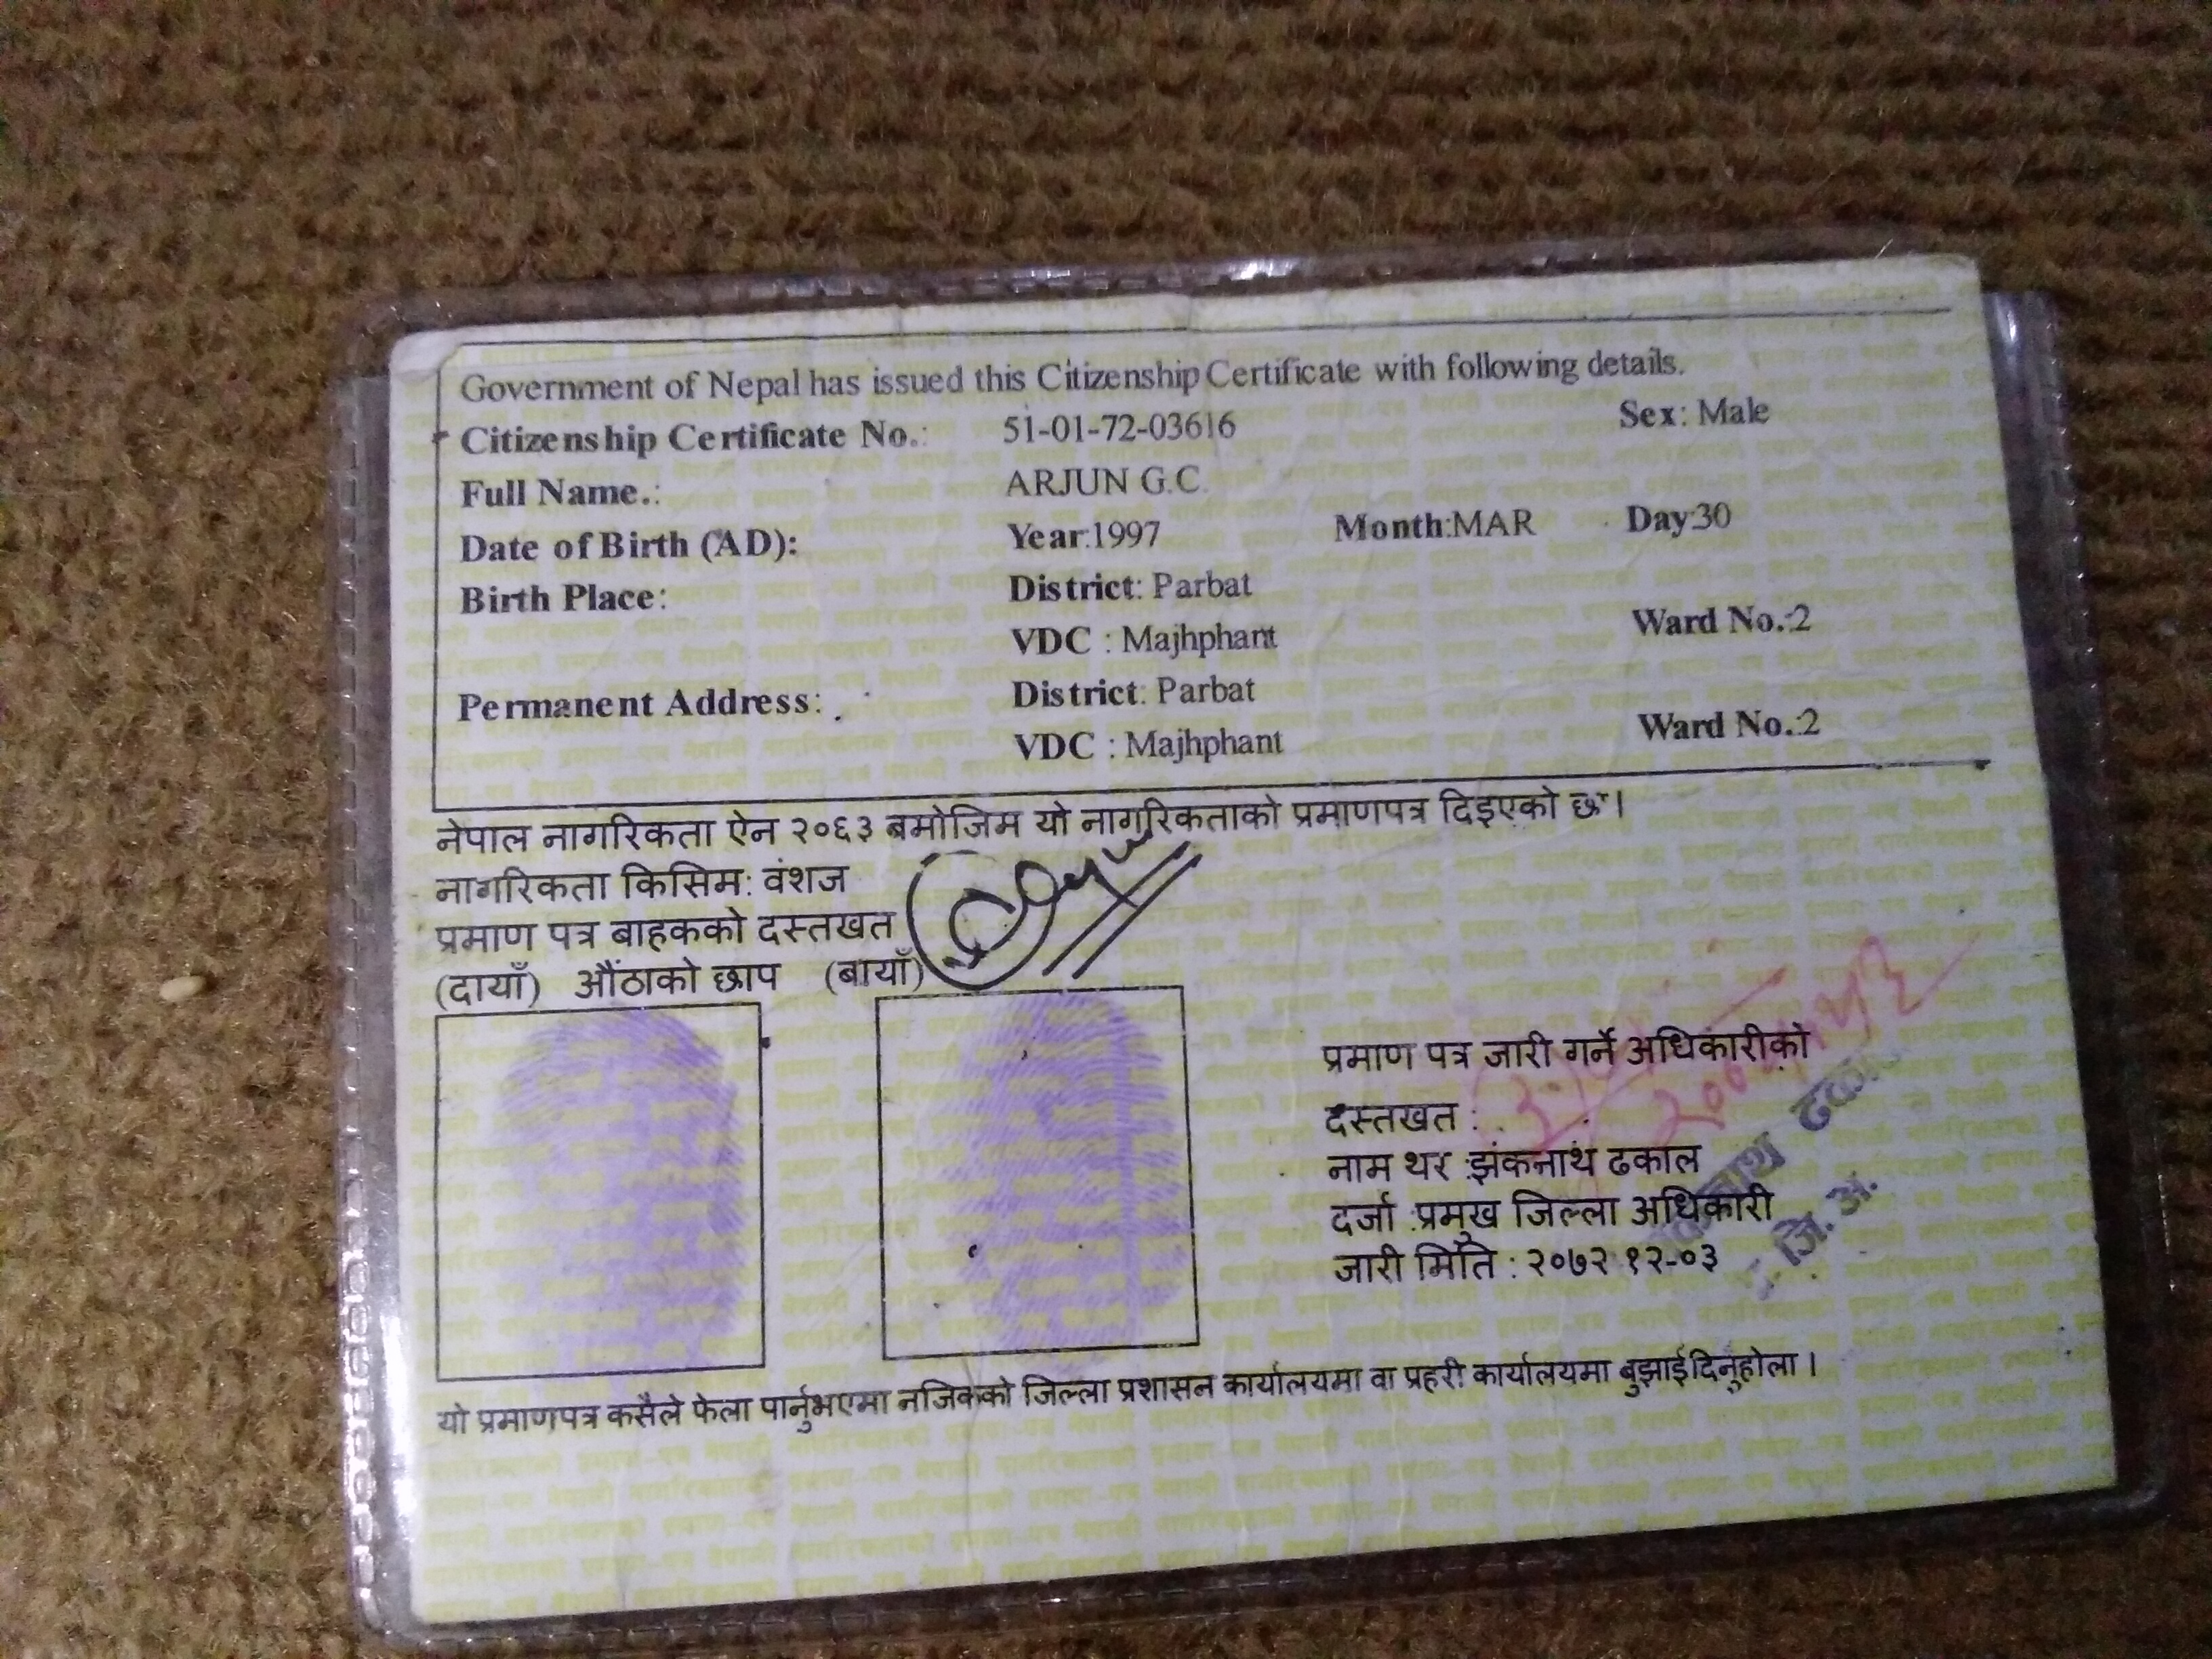 Government of Nepal has issued this Citizenship Certificate with following details.
Citizenship Certificate No.: 51-01-72-03616 Sex: Male
Full Name.: ARJUN G.C.
Date of Birth (AD): Year:1997 Month:MAR Day:30
Birth Place: District: Parbat
VDC : Majhphant Ward No.:2
Permanent Address: District: Parbat
VDC : Majhphant Ward No.:2
नेपाल नागरिकता ऐन २०६३ बमोजिम यो नागरिकताको प्रमाणपत्र दिइएको छ ।
नागरिकता किसिम: वंशज
प्रमाण पत्र बाहकको दस्तखत
(दायाँ) औंठाको छाप (बायाँ)
प्रमाण पत्र जारी गर्ने अधिकारीको
दस्तखत :
नाम थर :झंकनाथ ढकाल
दर्जा :प्रमुख जिल्ला अधिकारी
जारी मिति : २०७२-१२-०३
यो प्रमाणपत्र कसैले फेला पार्नुभएमा नजिकको जिल्ला प्रशासन कार्यालयमा वा प्रहरी कार्यालयमा बुझाईदिनुहोला ।